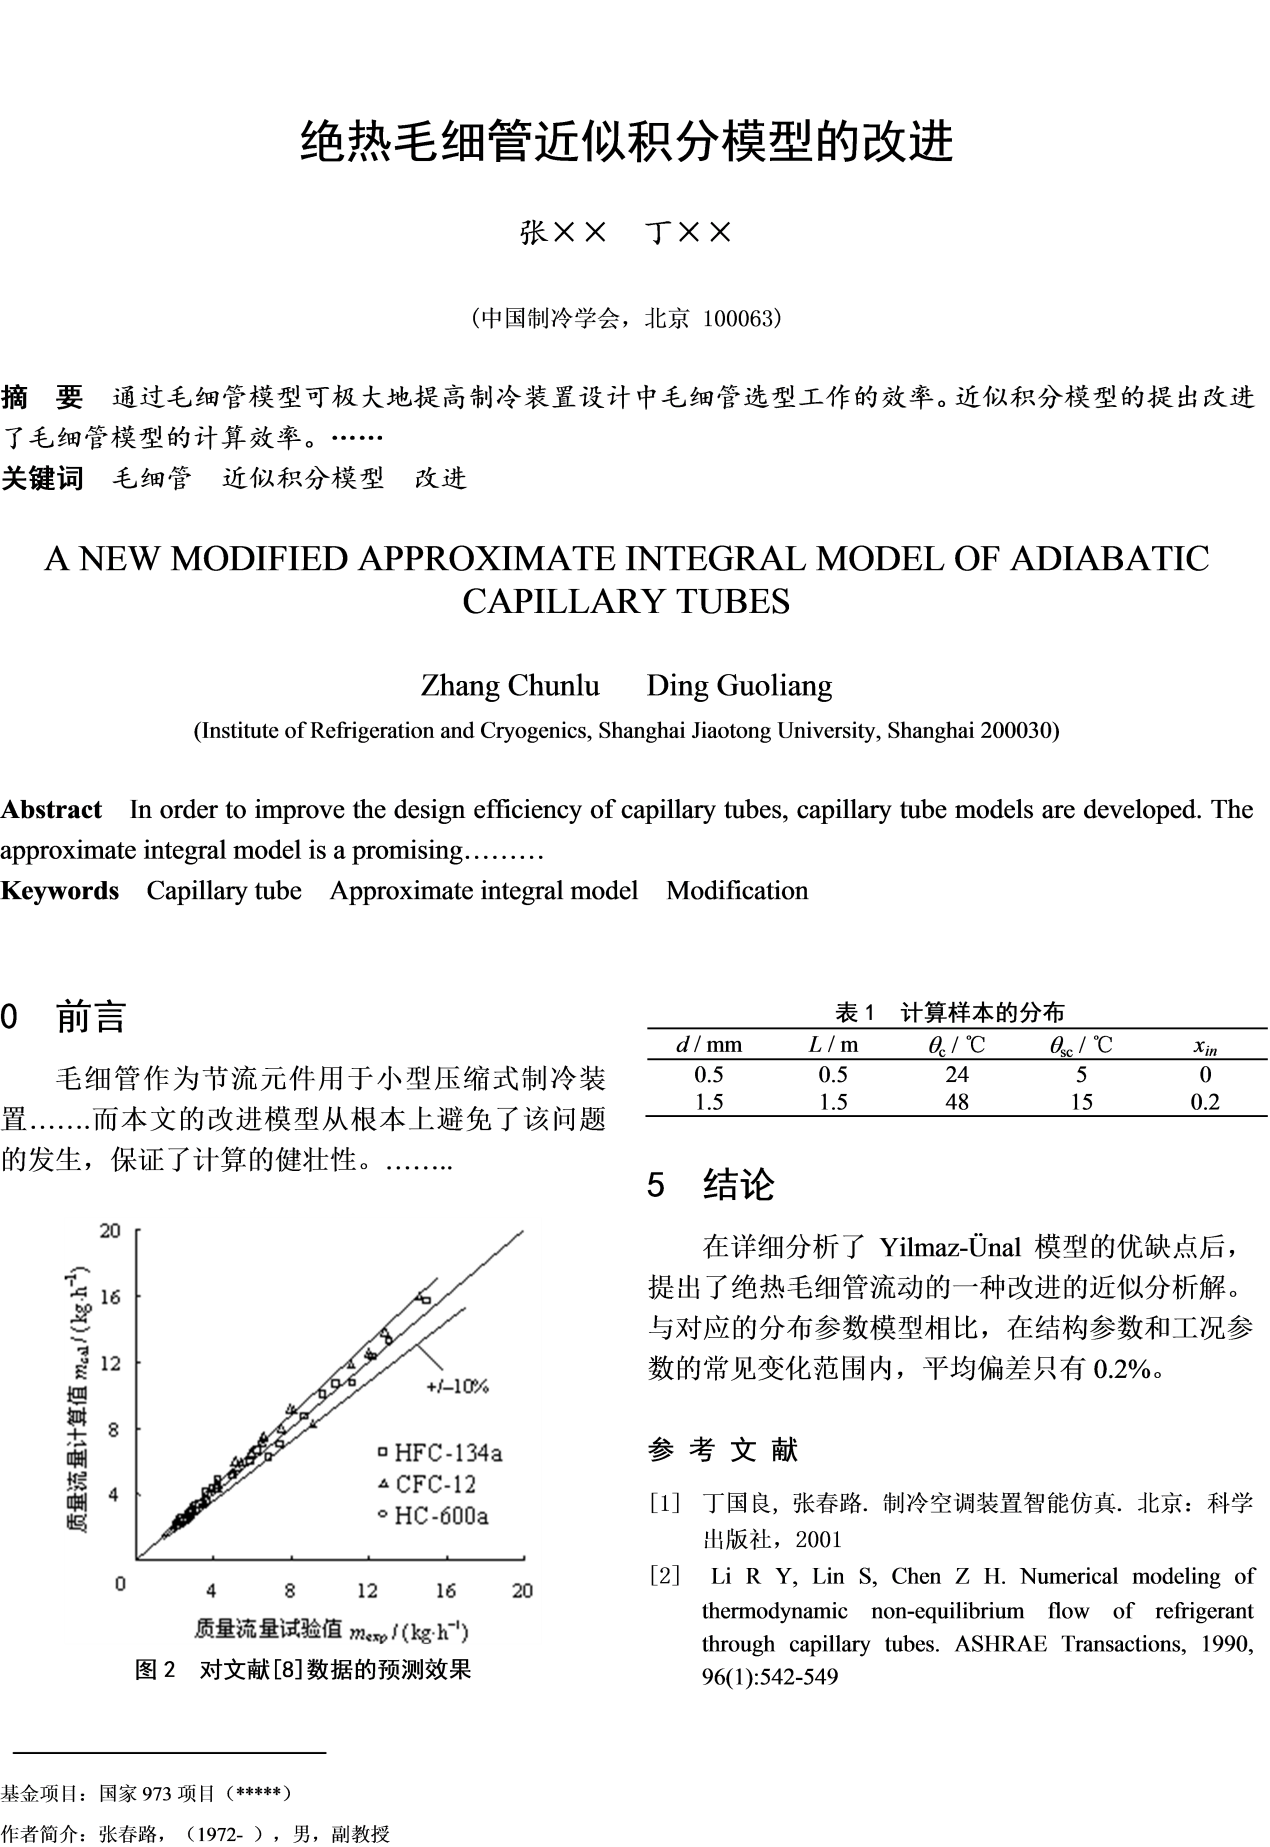 绝热毛细管近似积分模型的改进
张×× 丁××
(中国制冷学会，北京 100063)
摘 要 通过毛细管模型可极大地提高制冷装置设计中毛细管选型工作的效率。近似积分模型的提出改进
了毛细管模型的计算效率。……
关键词 毛细管 近似积分模型 改进
A NEW MODIFIED APPROXIMATE INTEGRAL MODEL OF ADIABATIC
CAPILLARY TUBES
Zhang Chunlu Ding Guoliang
(Institute of Refrigeration and Cryogenics, Shanghai Jiaotong University, Shanghai 200030)
Abstract In order to improve the design efficiency of capillary tubes, capillary tube models are developed. The
approximate integral model is a promising………
Keywords Capillary tube Approximate integral model Modification
0 前言
毛细管作为节流元件用于小型压缩式制冷装
置…….而本文的改进模型从根本上避免了该问题
的发生，保证了计算的健壮性。……..
20
16
12
8
4
0
4 8 12 16 20
质量流量计算值 mcal/(kg·h⁻¹)
+/−10%
HFC-134a
CFC-12
HC-600a
质量流量试验值 mexp/(kg·h⁻¹)
图 2 对文献[8]数据的预测效果
表 1 计算样本的分布
d / mm L / m θc / ℃ θsc / ℃ xin
0.5 0.5 24 5 0
1.5 1.5 48 15 0.2
5 结论
在详细分析了 Yilmaz-Ünal 模型的优缺点后，
提出了绝热毛细管流动的一种改进的近似分析解。
与对应的分布参数模型相比，在结构参数和工况参
数的常见变化范围内，平均偏差只有 0.2%。
参 考 文 献
[1] 丁国良, 张春路. 制冷空调装置智能仿真. 北京：科学
出版社，2001
[2] Li R Y, Lin S, Chen Z H. Numerical modeling of
thermodynamic non-equilibrium flow of refrigerant
through capillary tubes. ASHRAE Transactions, 1990,
96(1):542-549
基金项目：国家 973 项目（*****）
作者简介：张春路，（1972- ），男，副教授